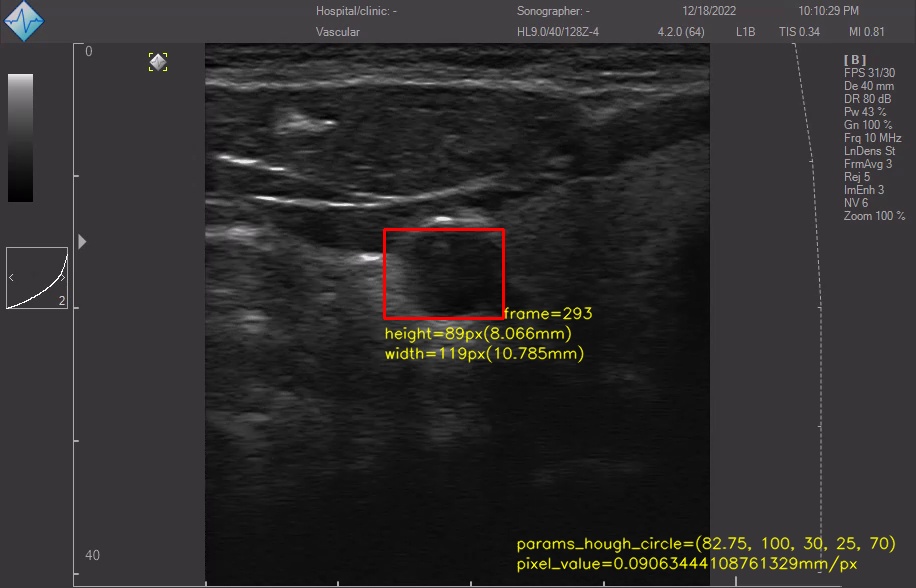 Hospital/clinic: - Sonographer: - 12/18/2022 10:10:29 PM
Vascular HL9.0/40/128Z-4 4.2.0 (64) L1B TIS 0.34 MI 0.81
0
[ B ]
FPS 31/30
De 40 mm
DR 80 dB
Pw 43 %
Gn 100 %
Frq 10 MHz
LnDens St
FrmAvg 3
Rej 5
ImEnh 3
NV 6
Zoom 100 %
2
frame=293
height=89px(8.066mm)
width=119px(10.785mm)
40
params_hough_circle=(82.75, 100, 30, 25, 70)
pixel_value=0.09063444108761329mm/px